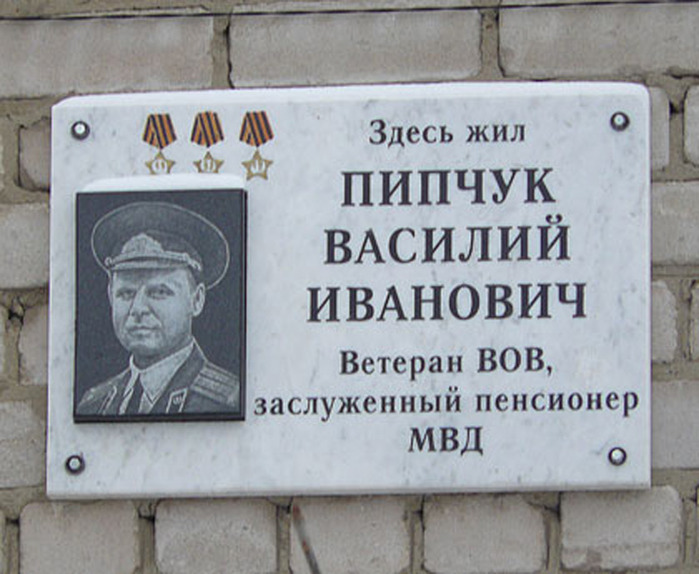 Здесь жил
ПИПЧУК
ВАСИЛИЙ
ИВАНОВИЧ
Ветеран ВОВ,
заслуженный пенсионер
МВД